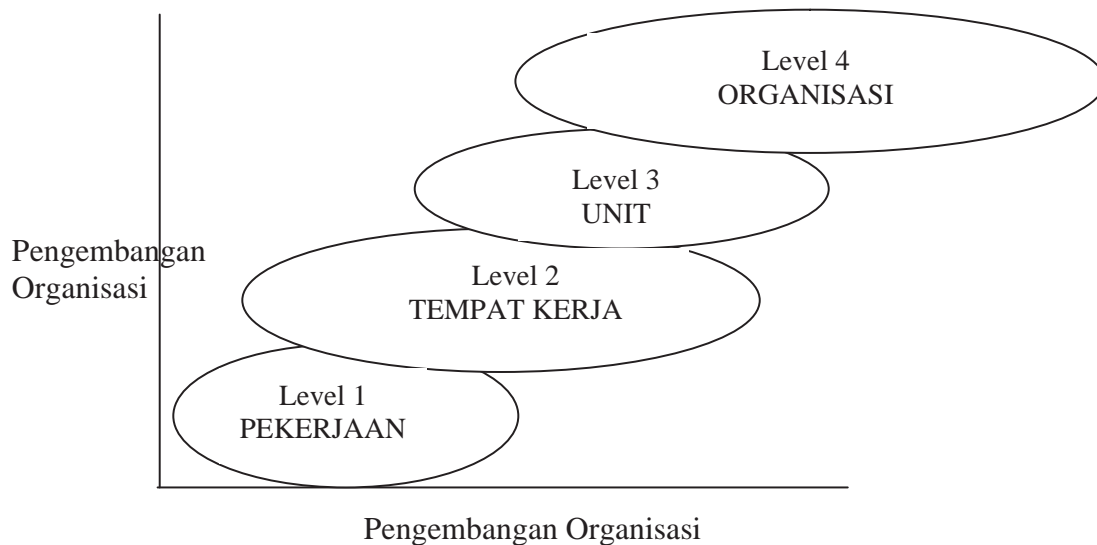 Level 4
ORGANISASI
Level 3
UNIT
Pengembangan
Organisasi
Level 2
TEMPAT KERJA
Level 1
PEKERJAAN
Pengembangan Organisasi